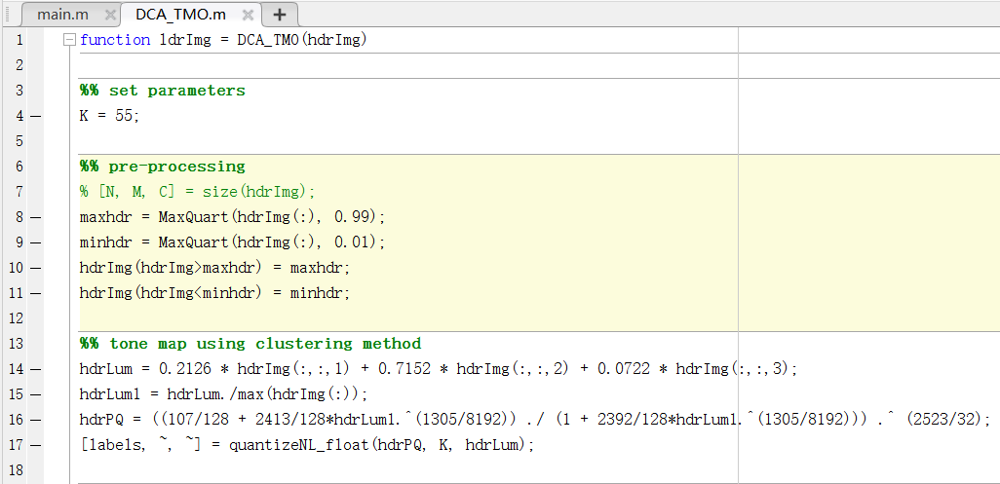 main.m × DCA_TMO.m × +
1 function ldrImg = DCA_TMO(hdrImg)
2
3 %% set parameters
4 – K = 55;
5
6 %% pre-processing
7 % [N, M, C] = size(hdrImg);
8 – maxhdr = MaxQuart(hdrImg(:), 0.99);
9 – minhdr = MaxQuart(hdrImg(:), 0.01);
10 – hdrImg(hdrImg>maxhdr) = maxhdr;
11 – hdrImg(hdrImg<minhdr) = minhdr;
12
13 %% tone map using clustering method
14 – hdrLum = 0.2126 * hdrImg(:,:,1) + 0.7152 * hdrImg(:,:,2) + 0.0722 * hdrImg(:,:,3);
15 – hdrLum1 = hdrLum./max(hdrImg(:));
16 – hdrPQ = ((107/128 + 2413/128*hdrLum1.^(1305/8192)) ./ (1 + 2392/128*hdrLum1.^(1305/8192))) .^ (2523/32);
17 – [labels, ~, ~] = quantizeNL_float(hdrPQ, K, hdrLum);
18